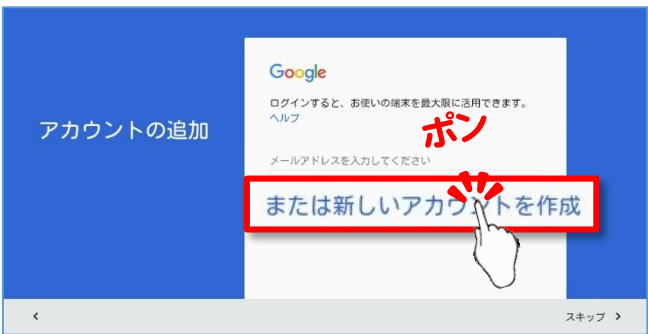 アカウントの追加
Google
ログインすると、お使いの端末を最大限に活用できます。
ヘルプ
ポン
メールアドレスを入力してください
または新しいアカウントを作成
スキップ